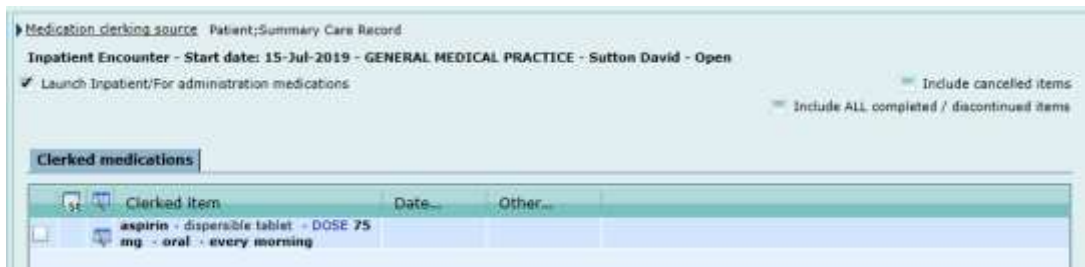 Medication clerking source Patient;Summary Care Record
Inpatient Encounter - Start date: 15-Jul-2019 - GENERAL MEDICAL PRACTICE - Sutton David - Open
Launch Inpatient/For administration medications
Include cancelled items
Include ALL completed / discontinued items
Clerked medications
Clerked item Date... Other...
aspirin - dispersible tablet - DOSE 75
mg - oral - every morning